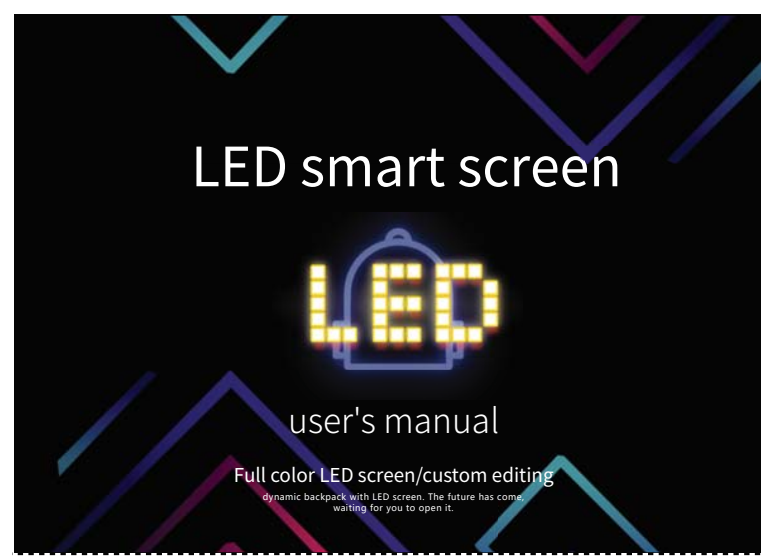 LED smart screen
LED
user's manual
Full color LED screen/custom editing
dynamic backpack with LED screen. The future has come,
waiting for you to open it.